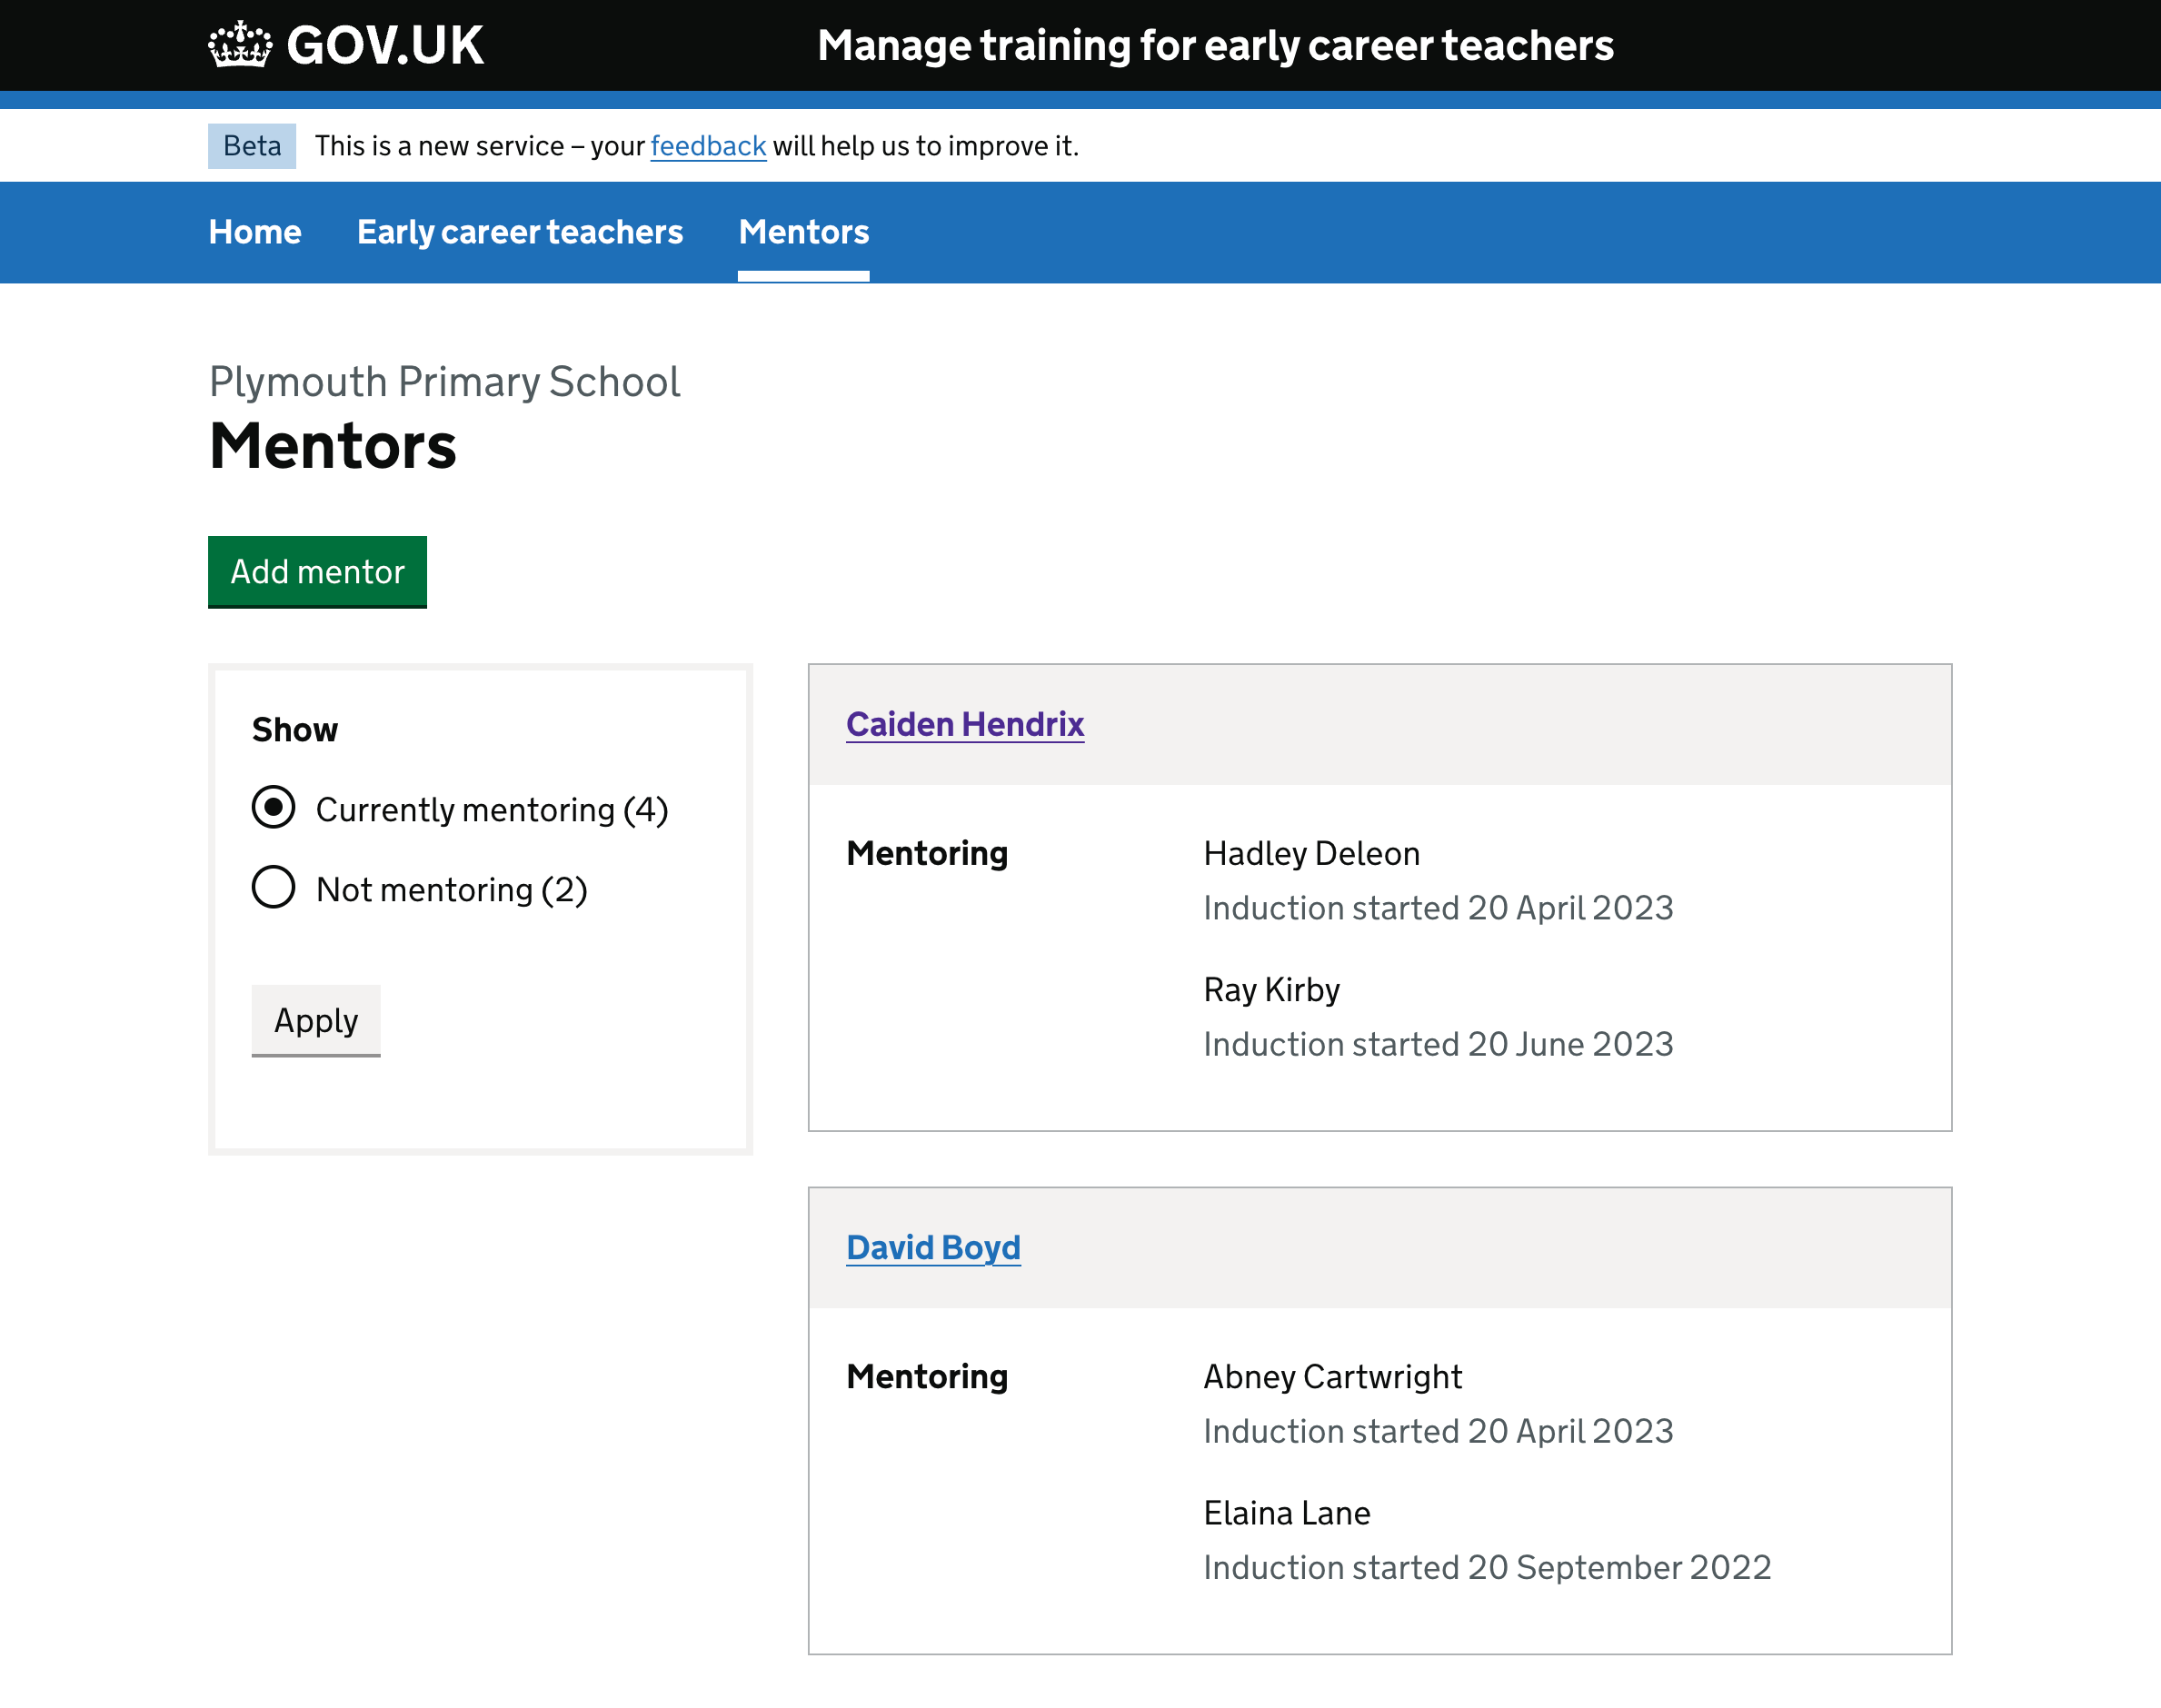 GOV.UK
Manage training for early career teachers
Beta
This is a new service – your feedback will help us to improve it.
Home
Early career teachers
Mentors
Plymouth Primary School
Mentors
Add mentor
Show
Currently mentoring (4)
Not mentoring (2)
Apply
Caiden Hendrix
Mentoring
Hadley Deleon
Induction started 20 April 2023
Ray Kirby
Induction started 20 June 2023
David Boyd
Mentoring
Abney Cartwright
Induction started 20 April 2023
Elaina Lane
Induction started 20 September 2022